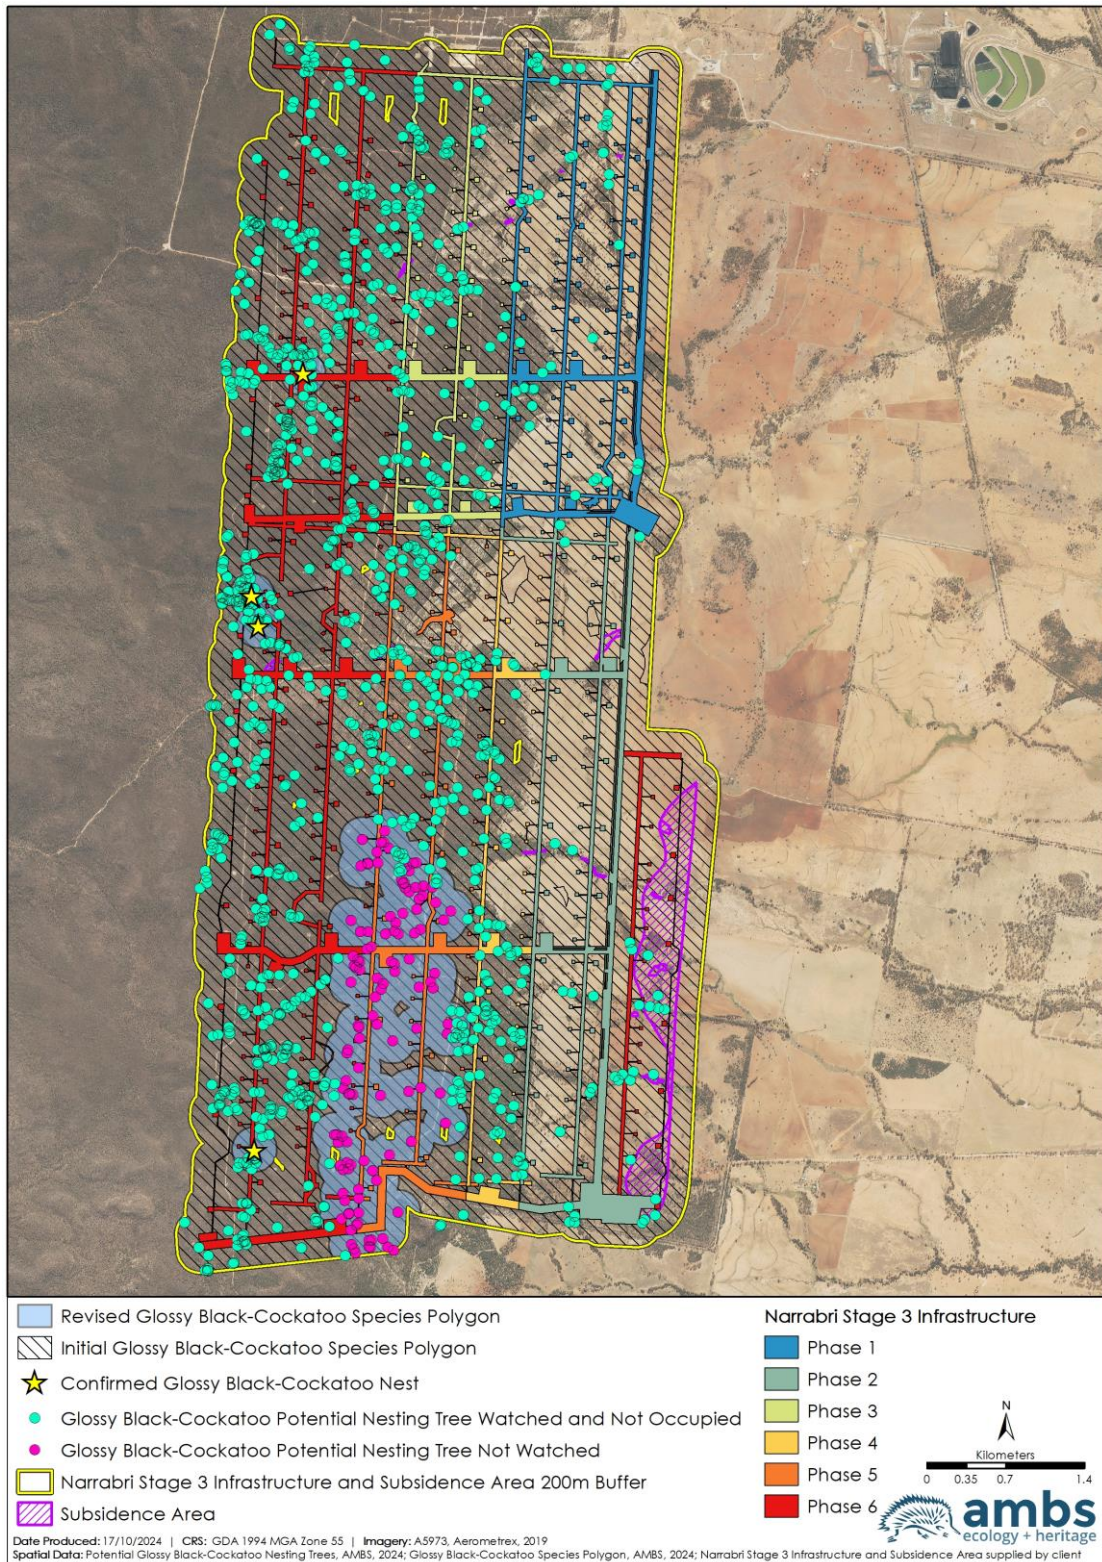 Revised Glossy Black-Cockatoo Species Polygon
Initial Glossy Black-Cockatoo Species Polygon
Confirmed Glossy Black-Cockatoo Nest
Glossy Black-Cockatoo Potential Nesting Tree Watched and Not Occupied
Glossy Black-Cockatoo Potential Nesting Tree Not Watched
Narrabri Stage 3 Infrastructure and Subsidence Area 200m Buffer
Subsidence Area
Narrabri Stage 3 Infrastructure
Phase 1
Phase 2
Phase 3
Phase 4
Phase 5
Phase 6
N
Kilometers
0 0.35 0.7 1.4
ambs
ecology + heritage
Date Produced: 17/10/2024 | CRS: GDA 1994 MGA Zone 55 | Imagery: A5973, Aerometrex, 2019
Spatial Data: Potential Glossy Black-Cockatoo Nesting Trees, AMBS, 2024; Glossy Black-Cockatoo Species Polygon, AMBS, 2024; Narrabri Stage 3 Infrastructure and Subsidence Area supplied by client